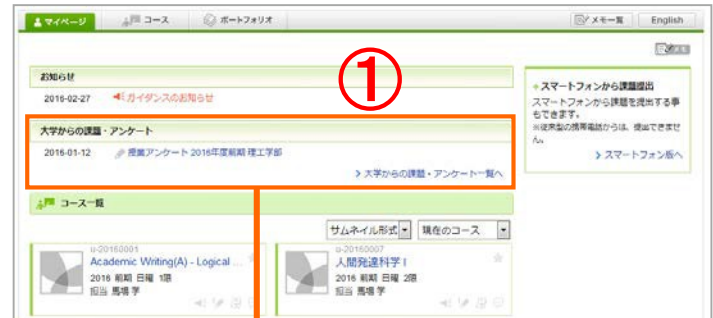 マイページ コース ポートフォリオ メモ一覧 English
メモ
お知らせ
2016-02-27 ガイダンスのお知らせ
①
大学からの課題・アンケート
2016-01-12 授業アンケート 2016年度前期 理工学部
> 大学からの課題・アンケート一覧へ
+ スマートフォンから課題提出
スマートフォンから課題を提出する事
もできます。
※従来型の携帯電話からは、提出できませ
ん。
> スマートフォン版へ
コース一覧
サムネイル形式 現在のコース
u-20160001
Academic Writing(A) - Logical ...
2016 前期 日曜 1限
担当 馬場 学
u-20160007
人間発達科学 I
2016 前期 日曜 2限
担当 馬場 学